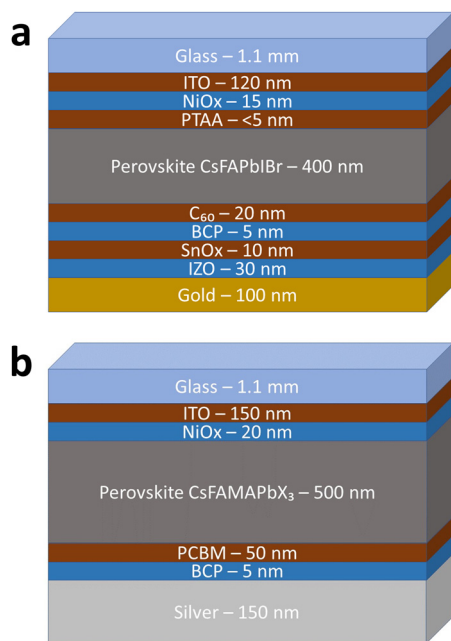 a
Glass – 1.1 mm
ITO – 120 nm
NiOx – 15 nm
PTAA – <5 nm
Perovskite CsFAPbIBr – 400 nm
C₆₀ – 20 nm
BCP – 5 nm
SnOx – 10 nm
IZO – 30 nm
Gold – 100 nm
b
Glass – 1.1 mm
ITO – 150 nm
NiOx – 20 nm
Perovskite CsFAMAPbX₃ – 500 nm
PCBM – 50 nm
BCP – 5 nm
Silver – 150 nm